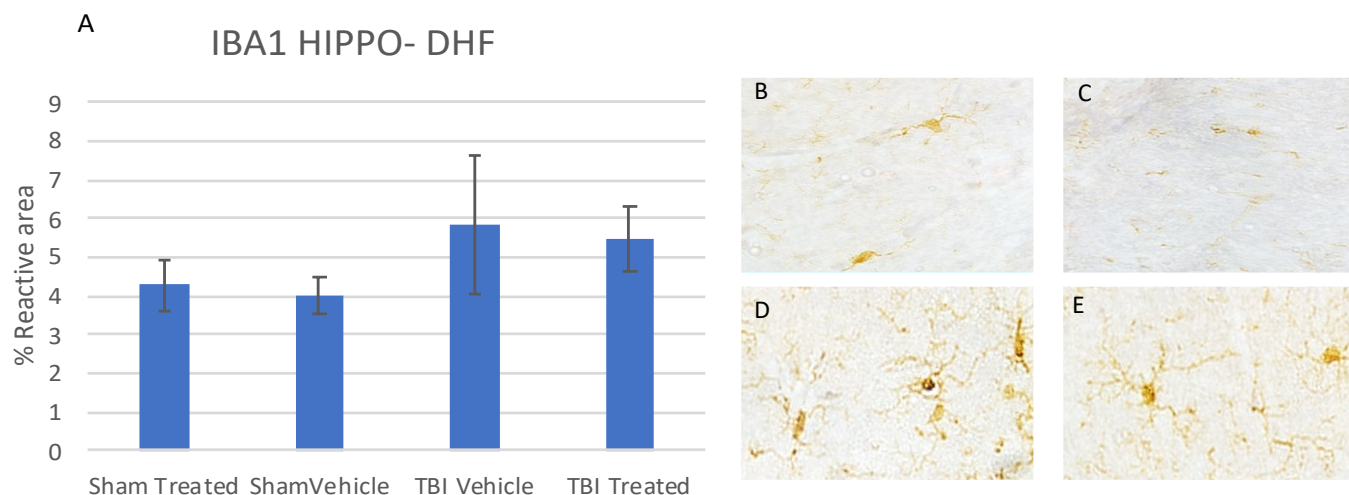 A
IBA1 HIPPO- DHF
% Reactive area
9
8
7
6
5
4
3
2
1
0
Sham Treated ShamVehicle TBI Vehicle TBI Treated
B
C
D
E